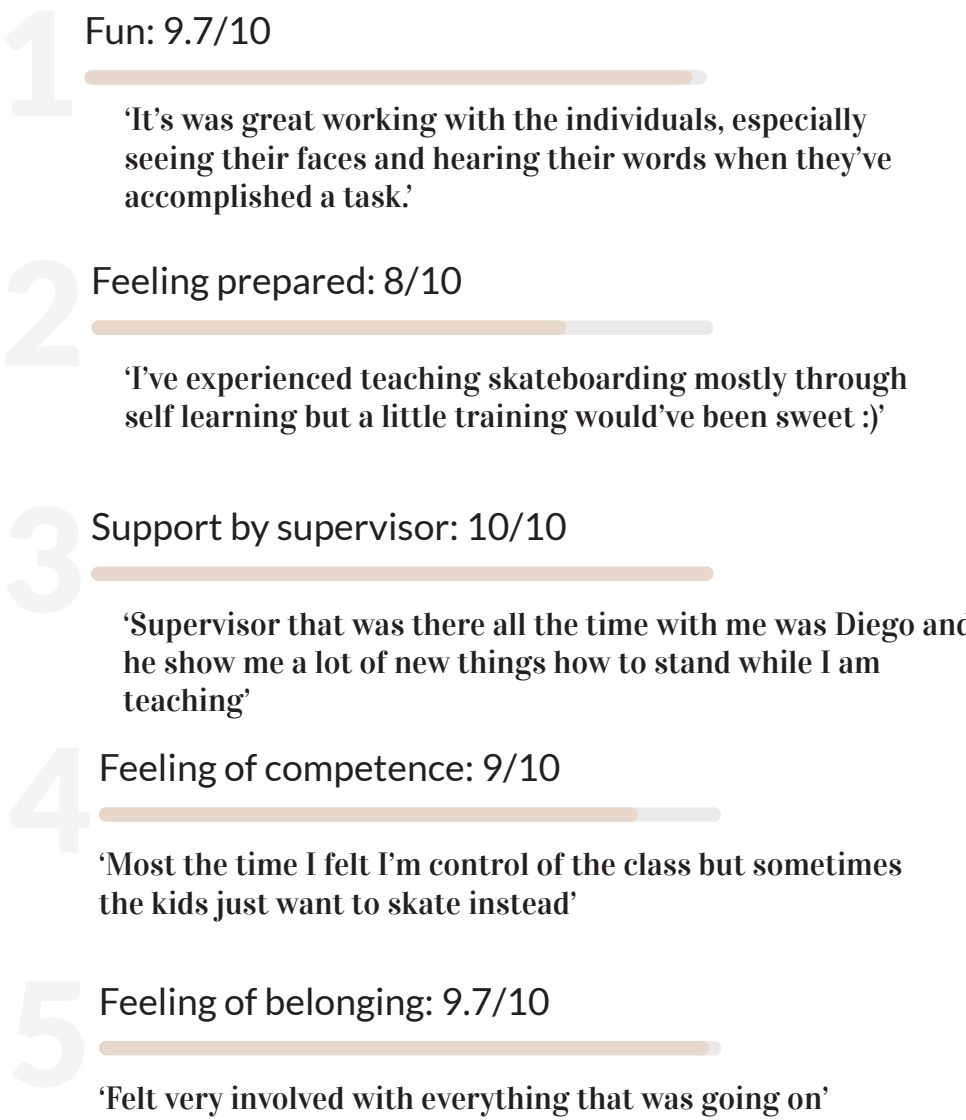 1
Fun: 9.7/10
‘It’s was great working with the individuals, especially
seeing their faces and hearing their words when they’ve
accomplished a task.’
2
Feeling prepared: 8/10
‘I’ve experienced teaching skateboarding mostly through
self learning but a little training would’ve been sweet :)’
3
Support by supervisor: 10/10
‘Supervisor that was there all the time with me was Diego and
he show me a lot of new things how to stand while I am
teaching’
4
Feeling of competence: 9/10
‘Most the time I felt I’m control of the class but sometimes
the kids just want to skate instead’
5
Feeling of belonging: 9.7/10
‘Felt very involved with everything that was going on’